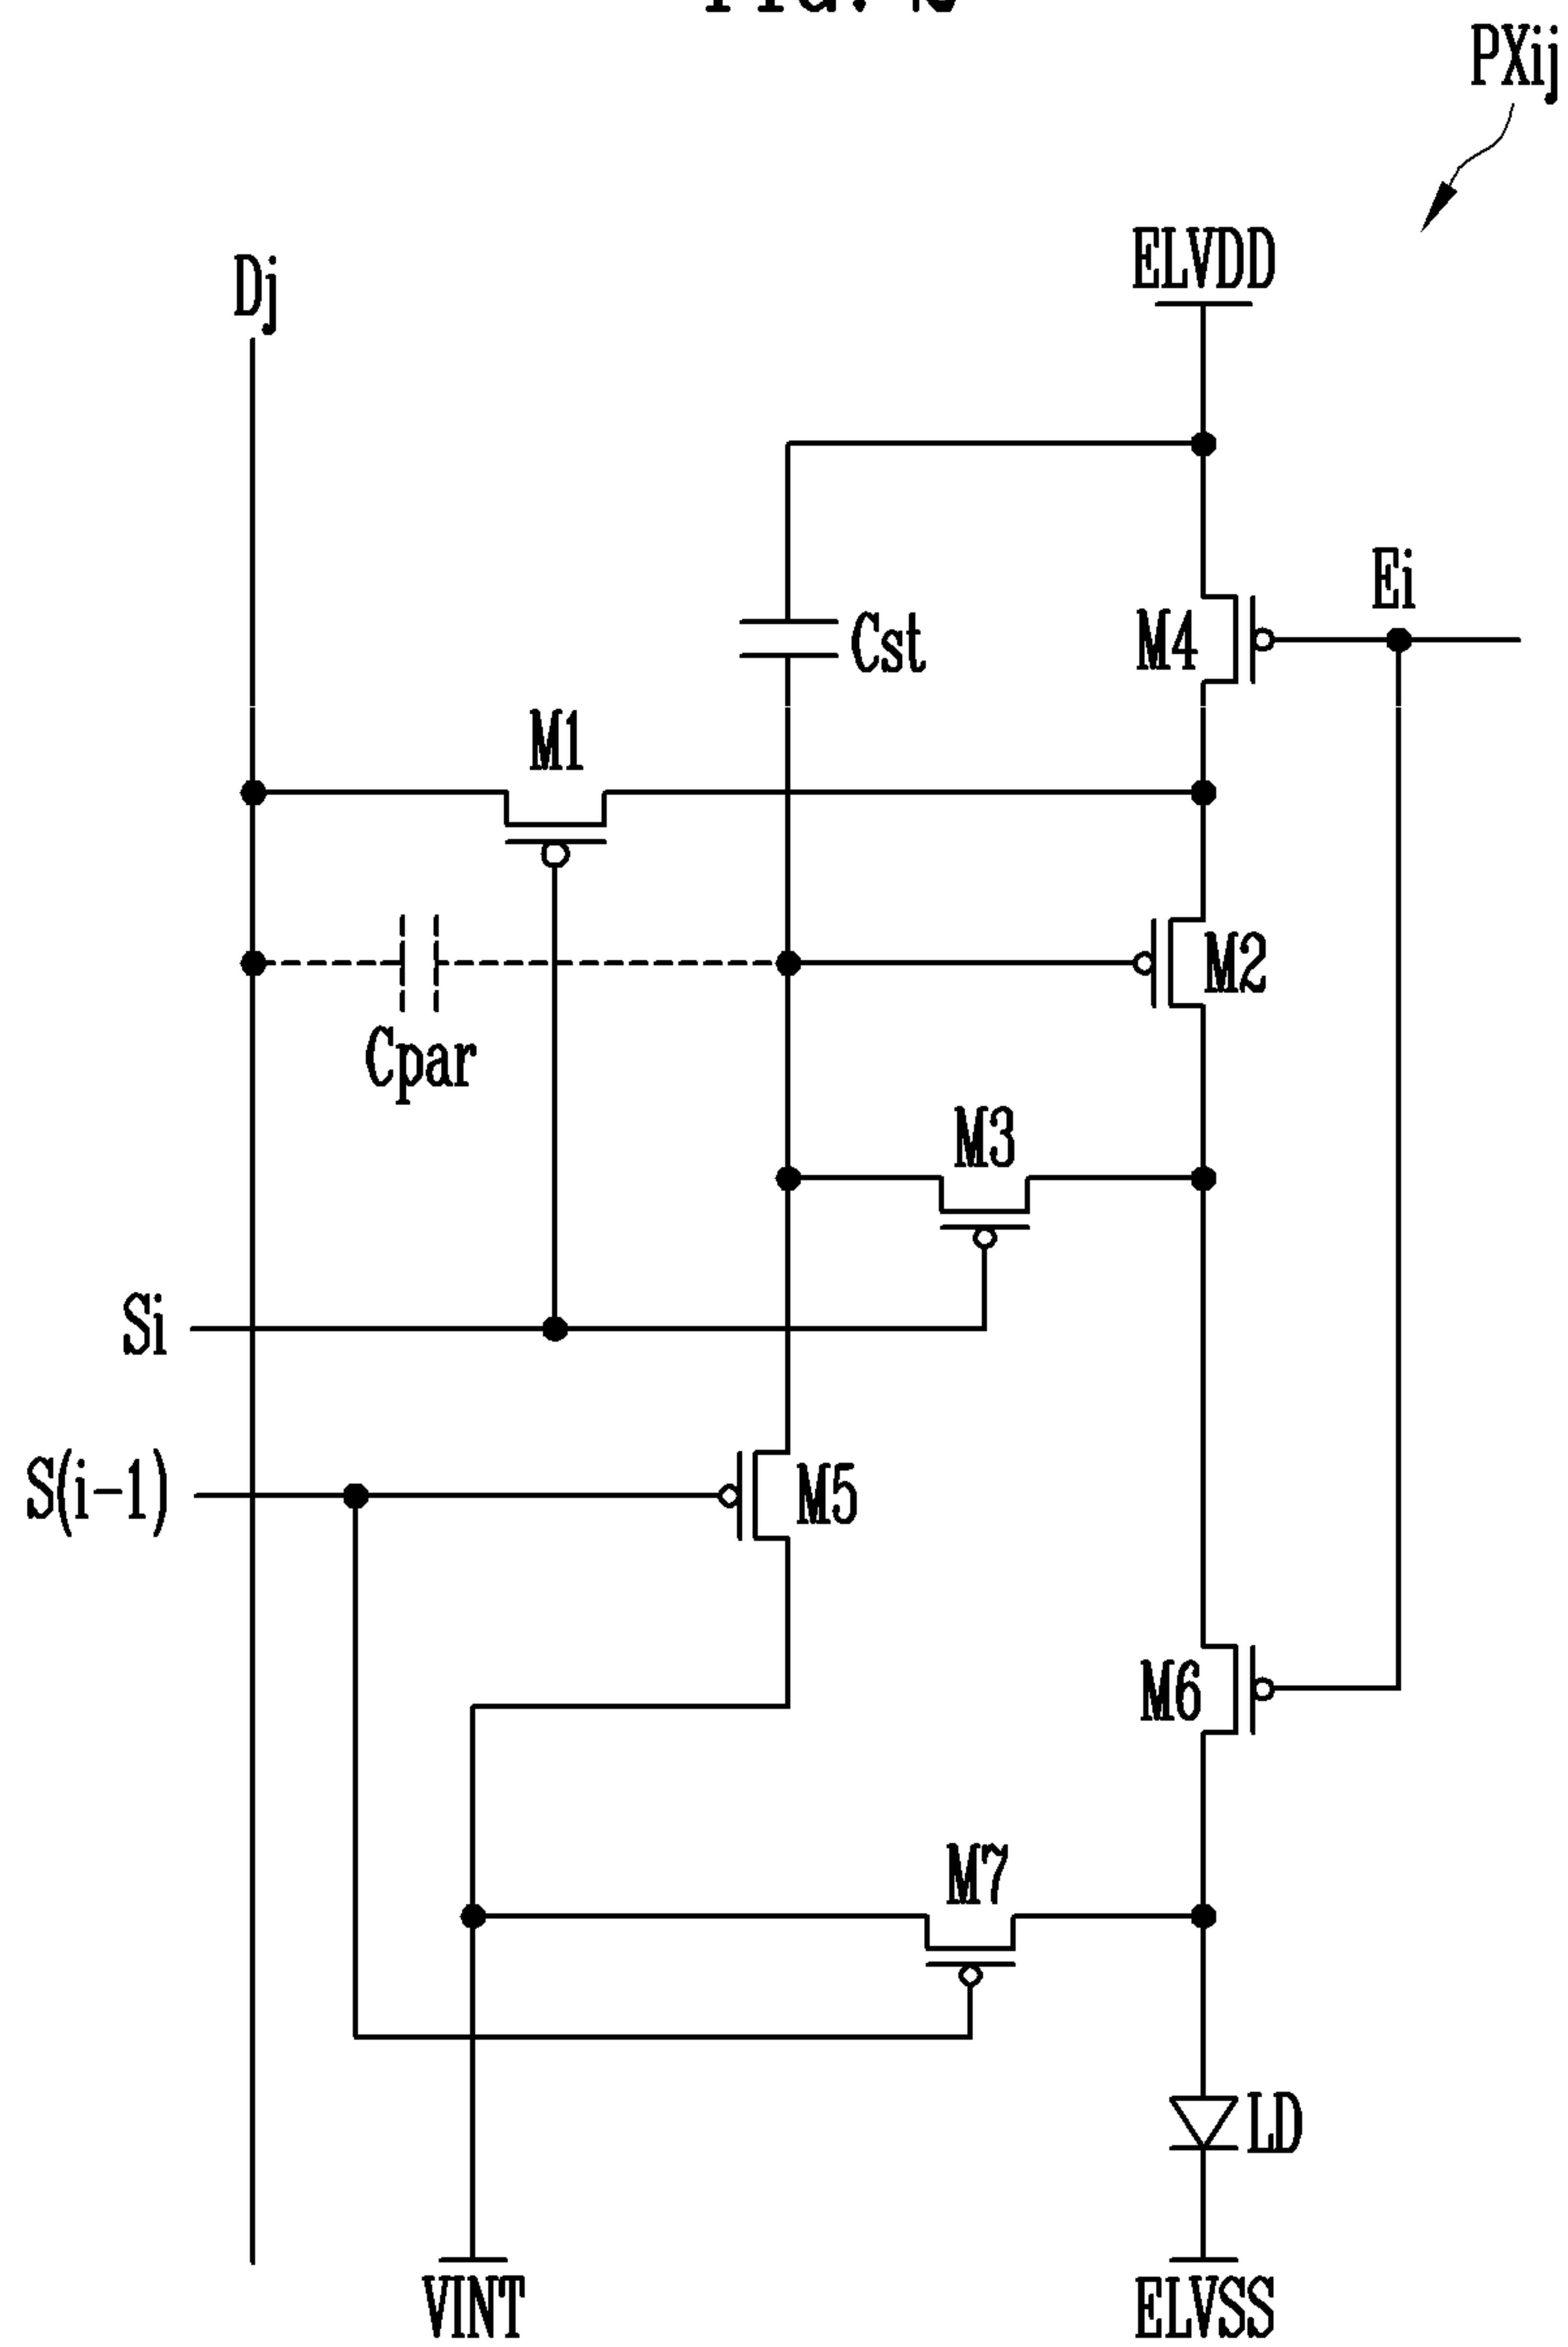 PXij
ELVDD
Dj
Ei
M4
Cst
M1
M2
Cpar
M3
Si
S(i-1)
M5
M6
M7
LD
VINT
ELVSS